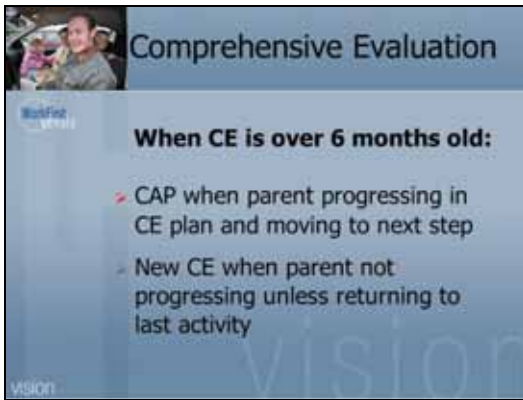 Comprehensive Evaluation
WorkFirst
When CE is over 6 months old:
CAP when parent progressing in
CE plan and moving to next step
New CE when parent not
progressing unless returning to
last activity
vision
vision